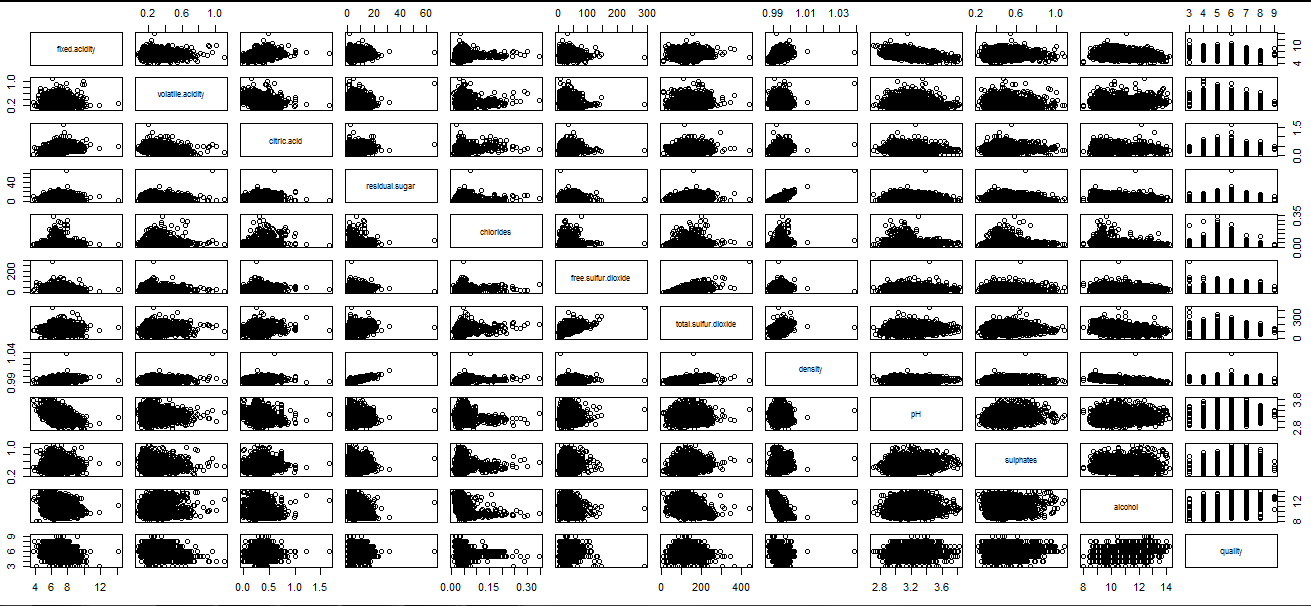 0.2 0.6 1.0 0 20 40 60 0 100 200 300 0.99 1.01 1.03 0.2 0.6 1.0 3 4 5 6 7 8 9
fixed.acidity 4 10
0.2 1.0 volatile.acidity
citric.acid 0.0 1.5
0 40 residual.sugar
chlorides 0.00 0.35
0 200 free.sulfur.dioxide
total.sulfur.dioxide 0 300
0.99 1.04 density
pH 2.8 3.8
0.2 1.0 sulphates
alcohol 8 12
3 6 9 quality
4 6 8 12 0.0 0.5 1.0 1.5 0.00 0.15 0.30 0 200 400 2.8 3.2 3.6 8 10 12 14